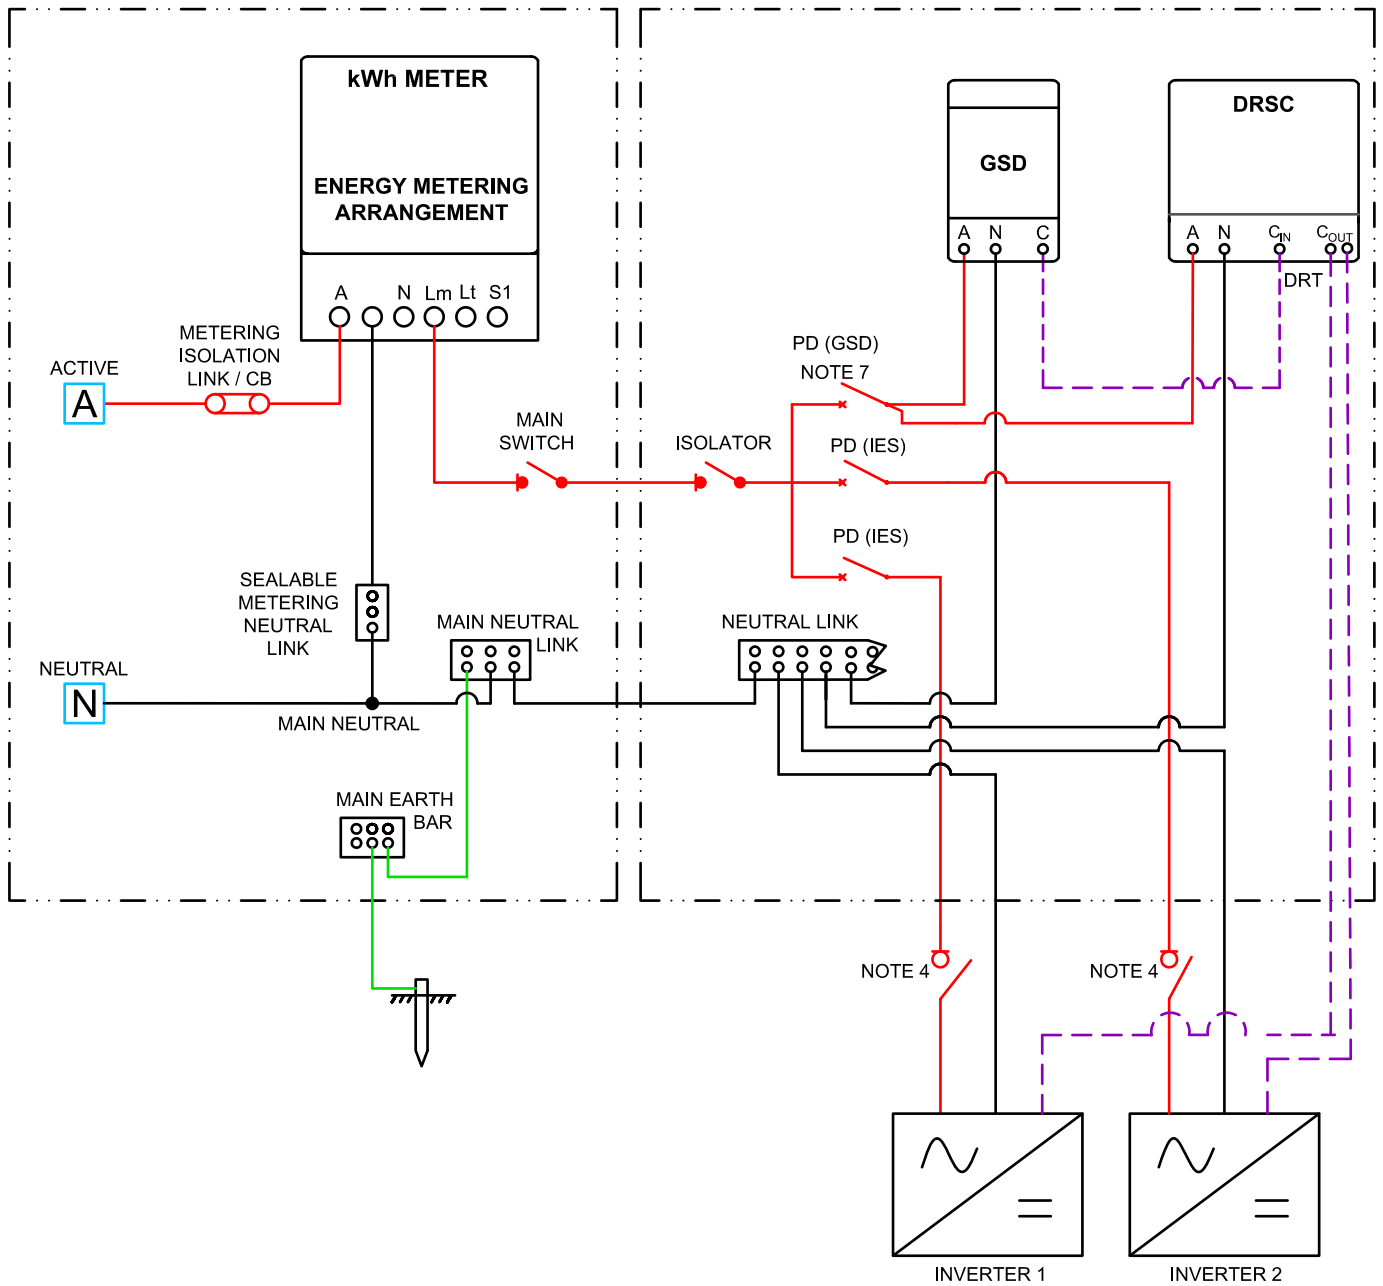 kWh METER
ENERGY METERING
ARRANGEMENT
A N Lm Lt S1
METERING
ISOLATION
LINK / CB
ACTIVE
A
MAIN
SWITCH
SEALABLE
METERING
NEUTRAL
LINK
MAIN NEUTRAL
LINK
NEUTRAL
N
MAIN NEUTRAL
MAIN EARTH
BAR
GSD
A N C
DRSC
A N CIN COUT
DRT
PD (GSD)
NOTE 7
ISOLATOR
PD (IES)
PD (IES)
NEUTRAL LINK
NOTE 4
NOTE 4
INVERTER 1
INVERTER 2